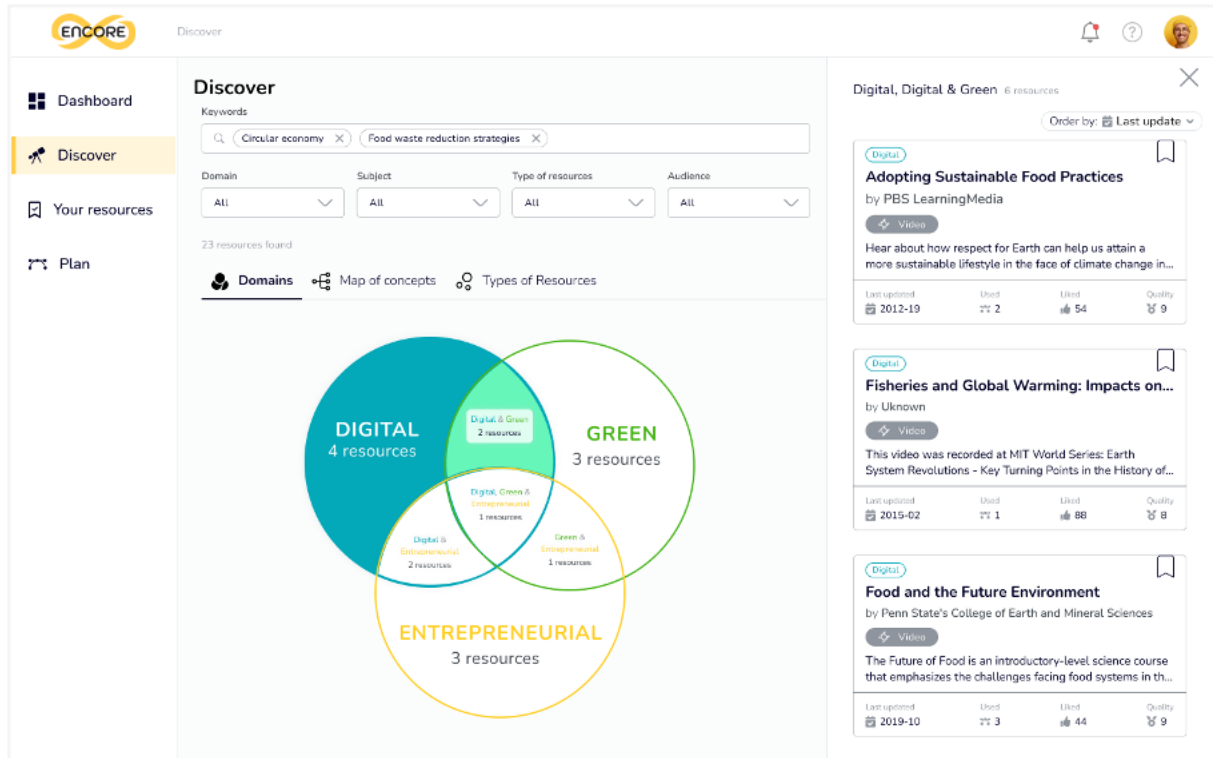 ENCORE
Discover
Dashboard
Discover
Your resources
Plan
Discover
Keywords
Circular economy
Food waste reduction strategies
Domain
Subject
Type of resources
Audience
All
All
All
All
23 resources found
Domains
Map of concepts
Types of Resources
DIGITAL
4 resources
Digital & Green
2 resources
GREEN
3 resources
Digital, Green &
Entrepreneurial
1 resources
Digital &
Entrepreneurial
2 resources
Green &
Entrepreneurial
1 resources
ENTREPRENEURIAL
3 resources
Digital, Digital & Green 6 resources
Order by: Last update
Digital
Adopting Sustainable Food Practices
by PBS LearningMedia
Video
Hear about how respect for Earth can help us attain a
more sustainable lifestyle in the face of climate change in...
Last updated Used Liked Quality
2012-19 2 54 9
Digital
Fisheries and Global Warming: Impacts on...
by Uknown
Video
This video was recorded at MIT World Series: Earth
System Revolutions - Key Turning Points in the History of...
Last updated Used Liked Quality
2015-02 1 88 8
Digital
Food and the Future Environment
by Penn State's College of Earth and Mineral Sciences
Video
The Future of Food is an introductory-level science course
that emphasizes the challenges facing food systems in th...
Last updated Used Liked Quality
2019-10 3 44 9